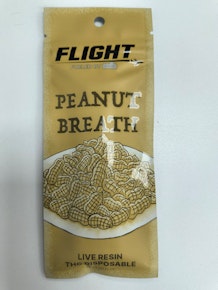 FLIGHT
PEANUT
BREATH
LIVE RESIN
THC DISPOSABLE